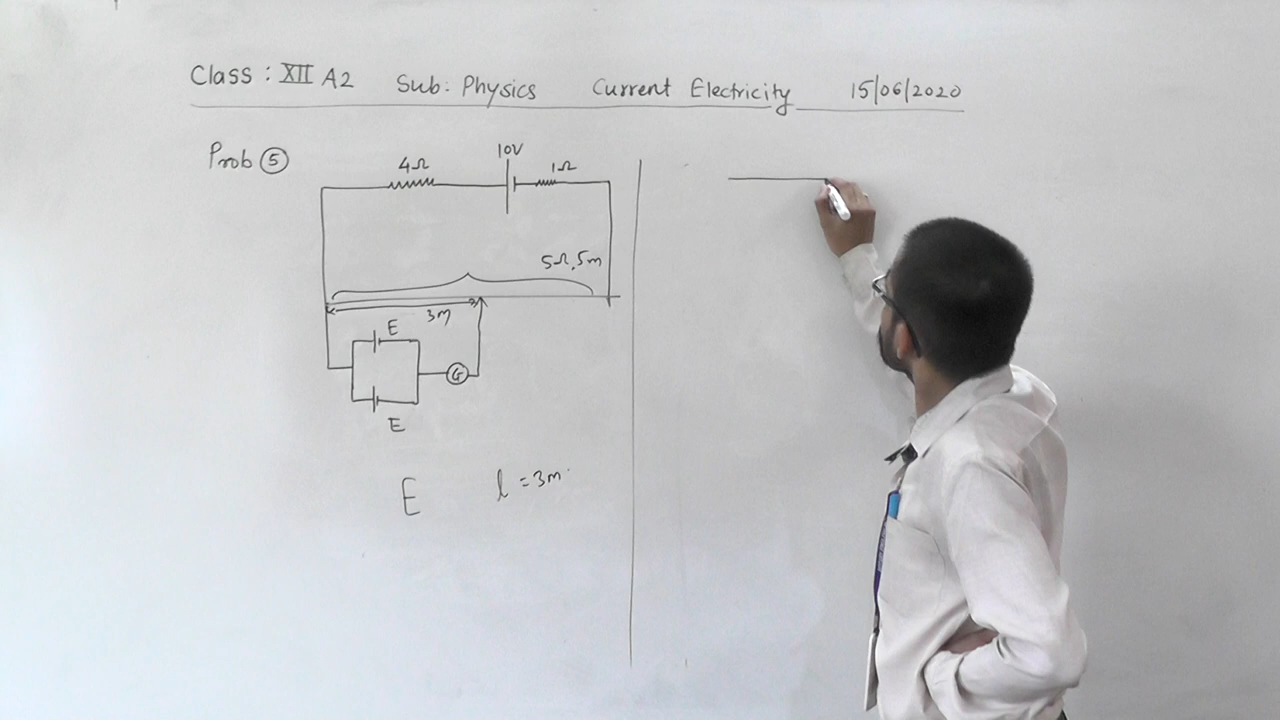 Class : XII A2 Sub: Physics Current Electricity 15/06/2020
Prob 5
10V
4Ω 1Ω
5Ω, 5m
3m
E
G
E
E l = 3m